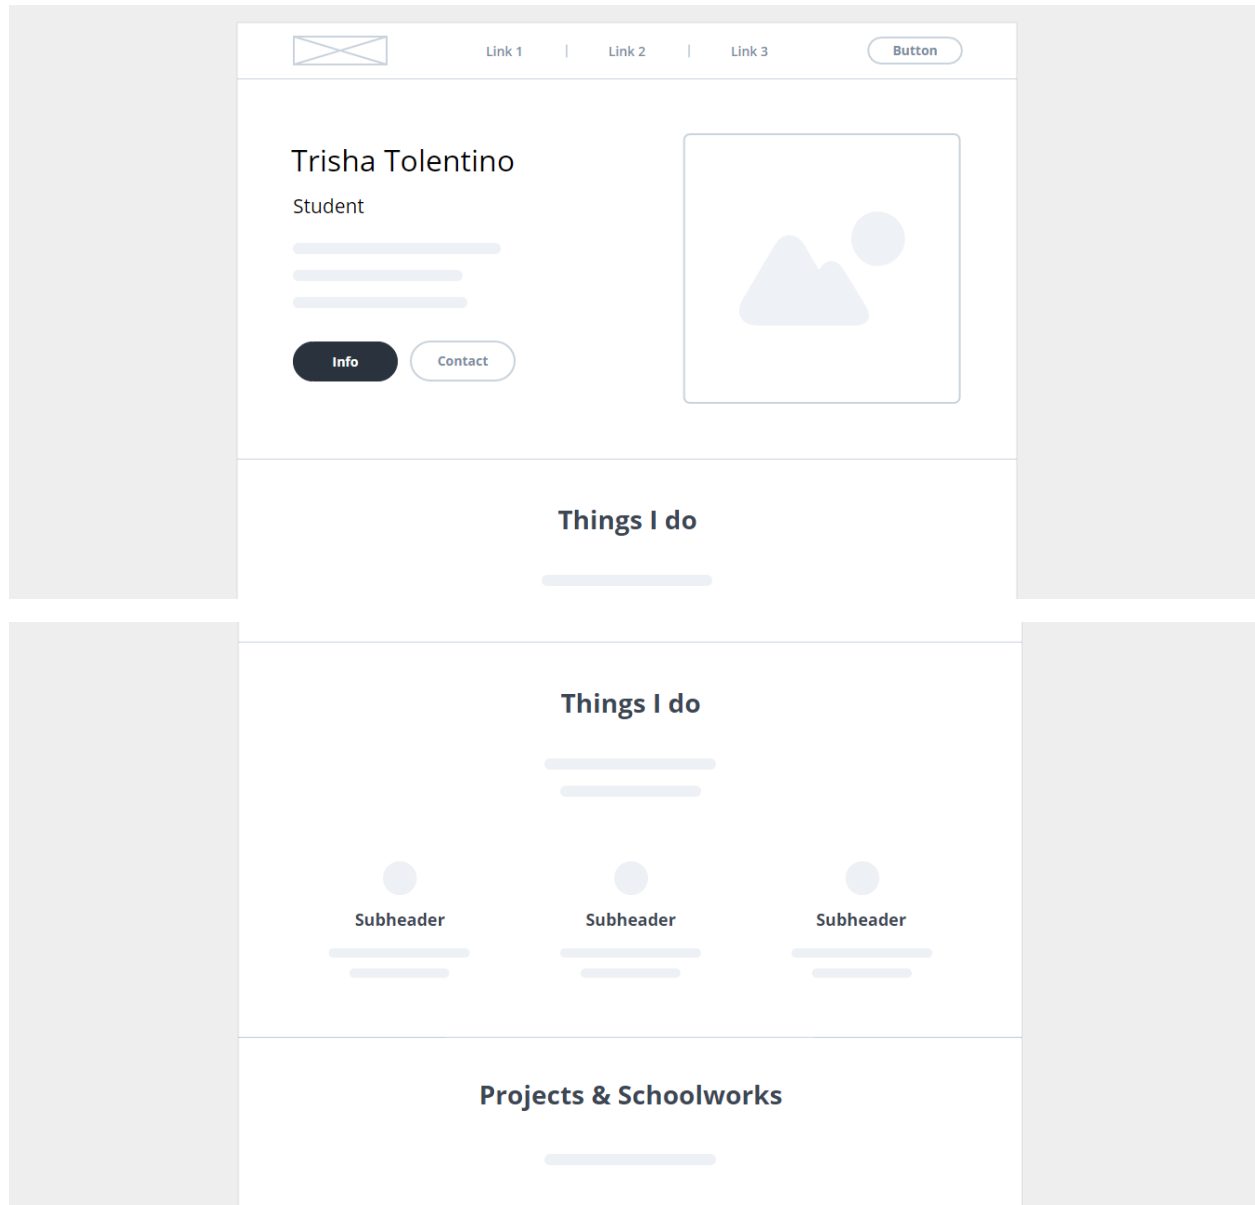 Link 1 | Link 2 | Link 3 Button
Trisha Tolentino
Student
Info Contact
Things I do
Things I do
Subheader Subheader Subheader
Projects & Schoolworks